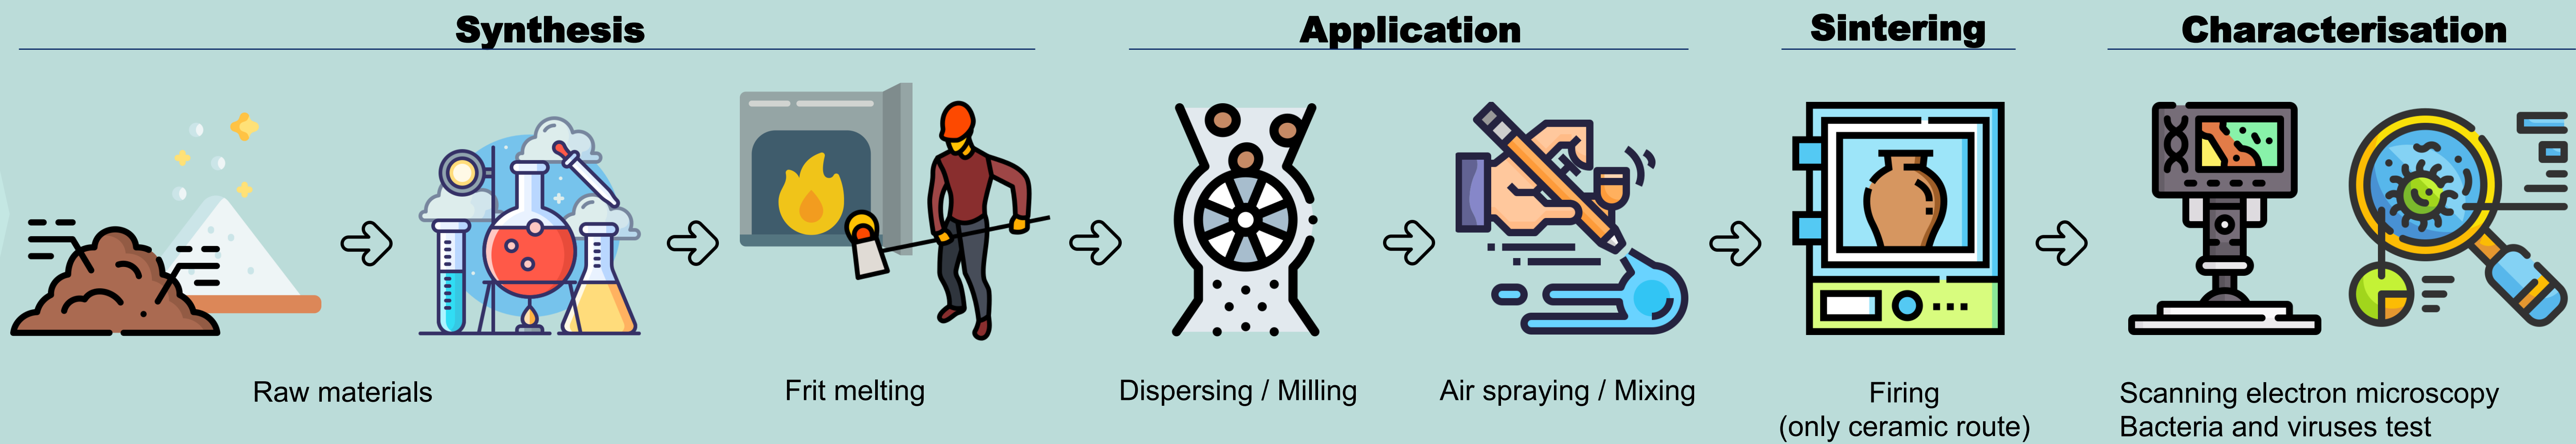 Synthesis
Application
Sintering
Characterisation
Raw materials
Frit melting
Dispersing / Milling
Air spraying / Mixing
Firing
(only ceramic route)
Scanning electron microscopy
Bacteria and viruses test